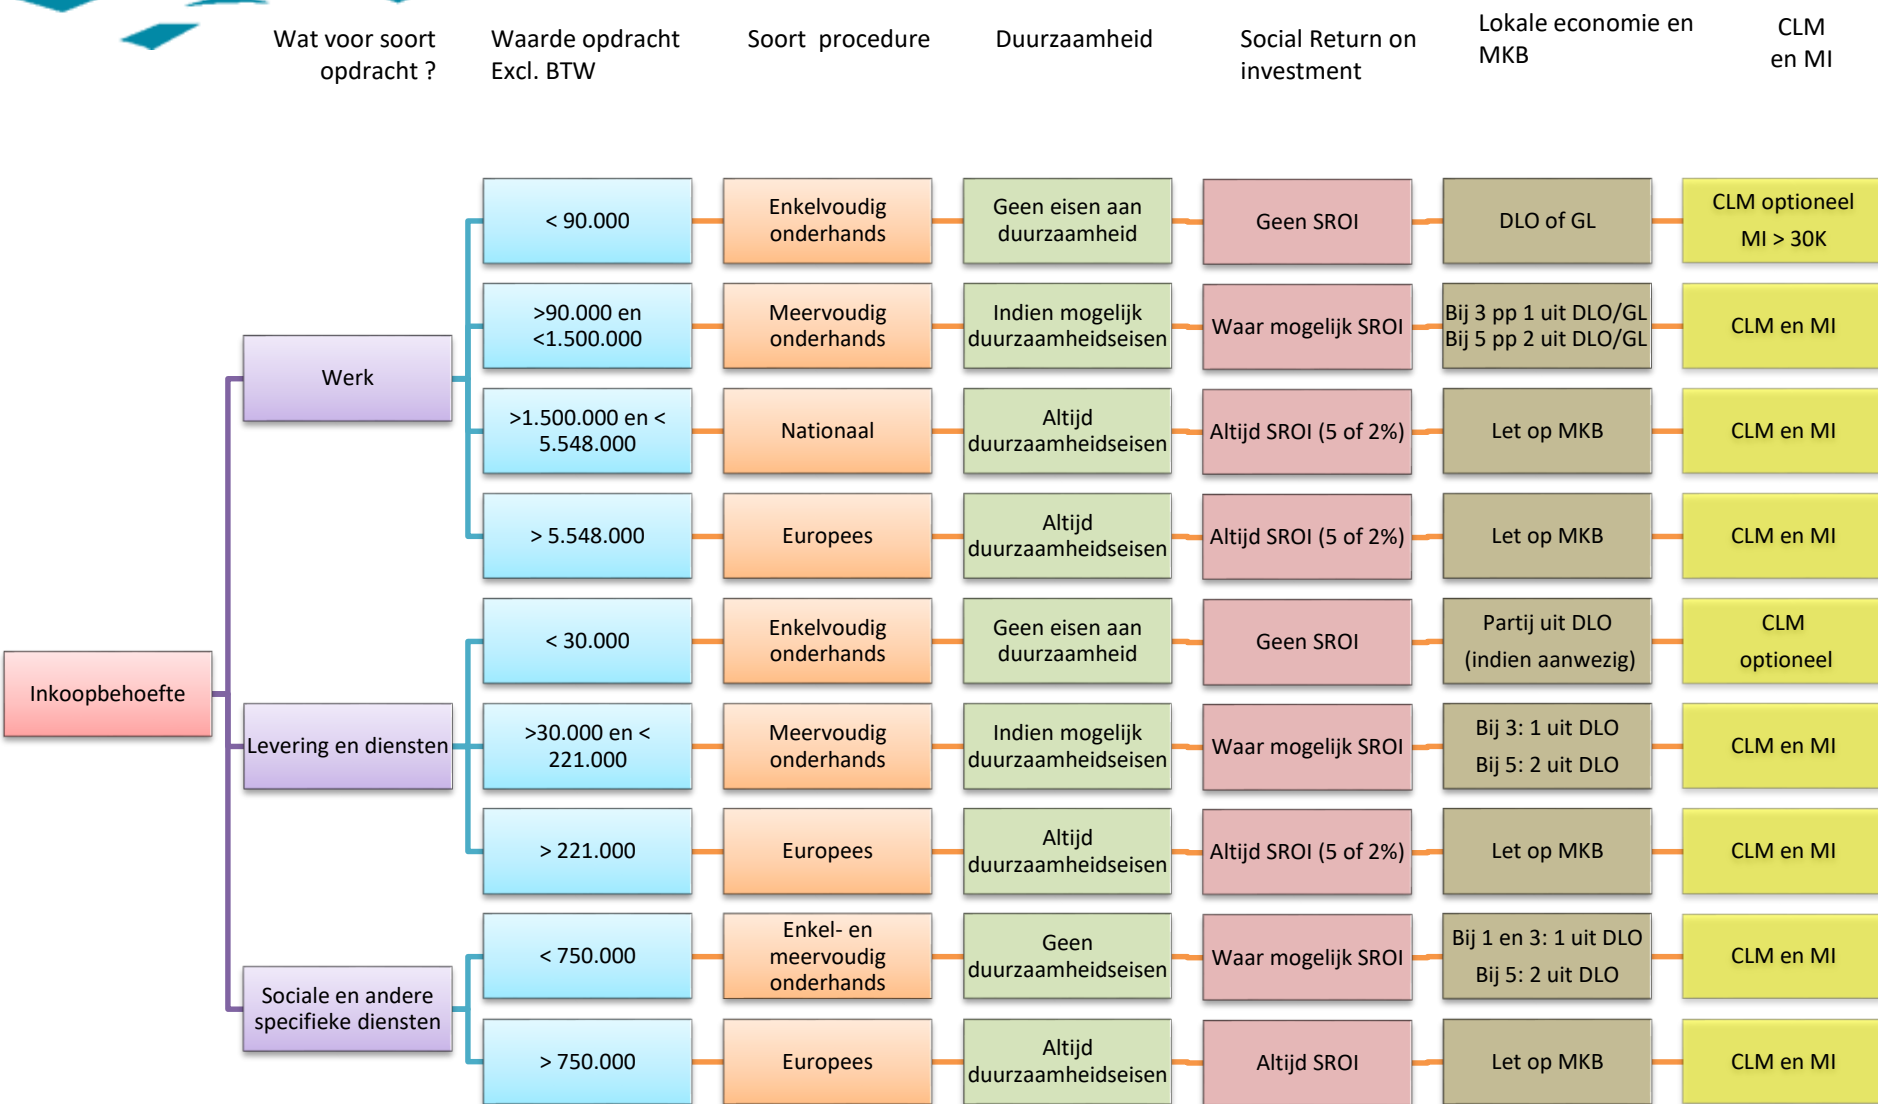 Wat voor soort
opdracht ?
Waarde opdracht
Excl. BTW
Soort procedure
Duurzaamheid
Social Return on
investment
Lokale economie en
MKB
CLM
en MI
Inkoopbehoefte
Werk
< 90.000
Enkelvoudig
onderhands
Geen eisen aan
duurzaamheid
Geen SROI
DLO of GL
CLM optioneel
MI > 30K
>90.000 en
<1.500.000
Meervoudig
onderhands
Indien mogelijk
duurzaamheidseisen
Waar mogelijk SROI
Bij 3 pp 1 uit DLO/GL
Bij 5 pp 2 uit DLO/GL
CLM en MI
>1.500.000 en <
5.548.000
Nationaal
Altijd
duurzaamheidseisen
Altijd SROI (5 of 2%)
Let op MKB
CLM en MI
> 5.548.000
Europees
Altijd
duurzaamheidseisen
Altijd SROI (5 of 2%)
Let op MKB
CLM en MI
Levering en diensten
< 30.000
Enkelvoudig
onderhands
Geen eisen aan
duurzaamheid
Geen SROI
Partij uit DLO
(indien aanwezig)
CLM
optioneel
>30.000 en <
221.000
Meervoudig
onderhands
Indien mogelijk
duurzaamheidseisen
Waar mogelijk SROI
Bij 3: 1 uit DLO
Bij 5: 2 uit DLO
CLM en MI
> 221.000
Europees
Altijd
duurzaamheidseisen
Altijd SROI (5 of 2%)
Let op MKB
CLM en MI
Sociale en andere
specifieke diensten
< 750.000
Enkel- en
meervoudig
onderhands
Geen
duurzaamheidseisen
Waar mogelijk SROI
Bij 1 en 3: 1 uit DLO
Bij 5: 2 uit DLO
CLM en MI
> 750.000
Europees
Altijd
duurzaamheidseisen
Altijd SROI
Let op MKB
CLM en MI